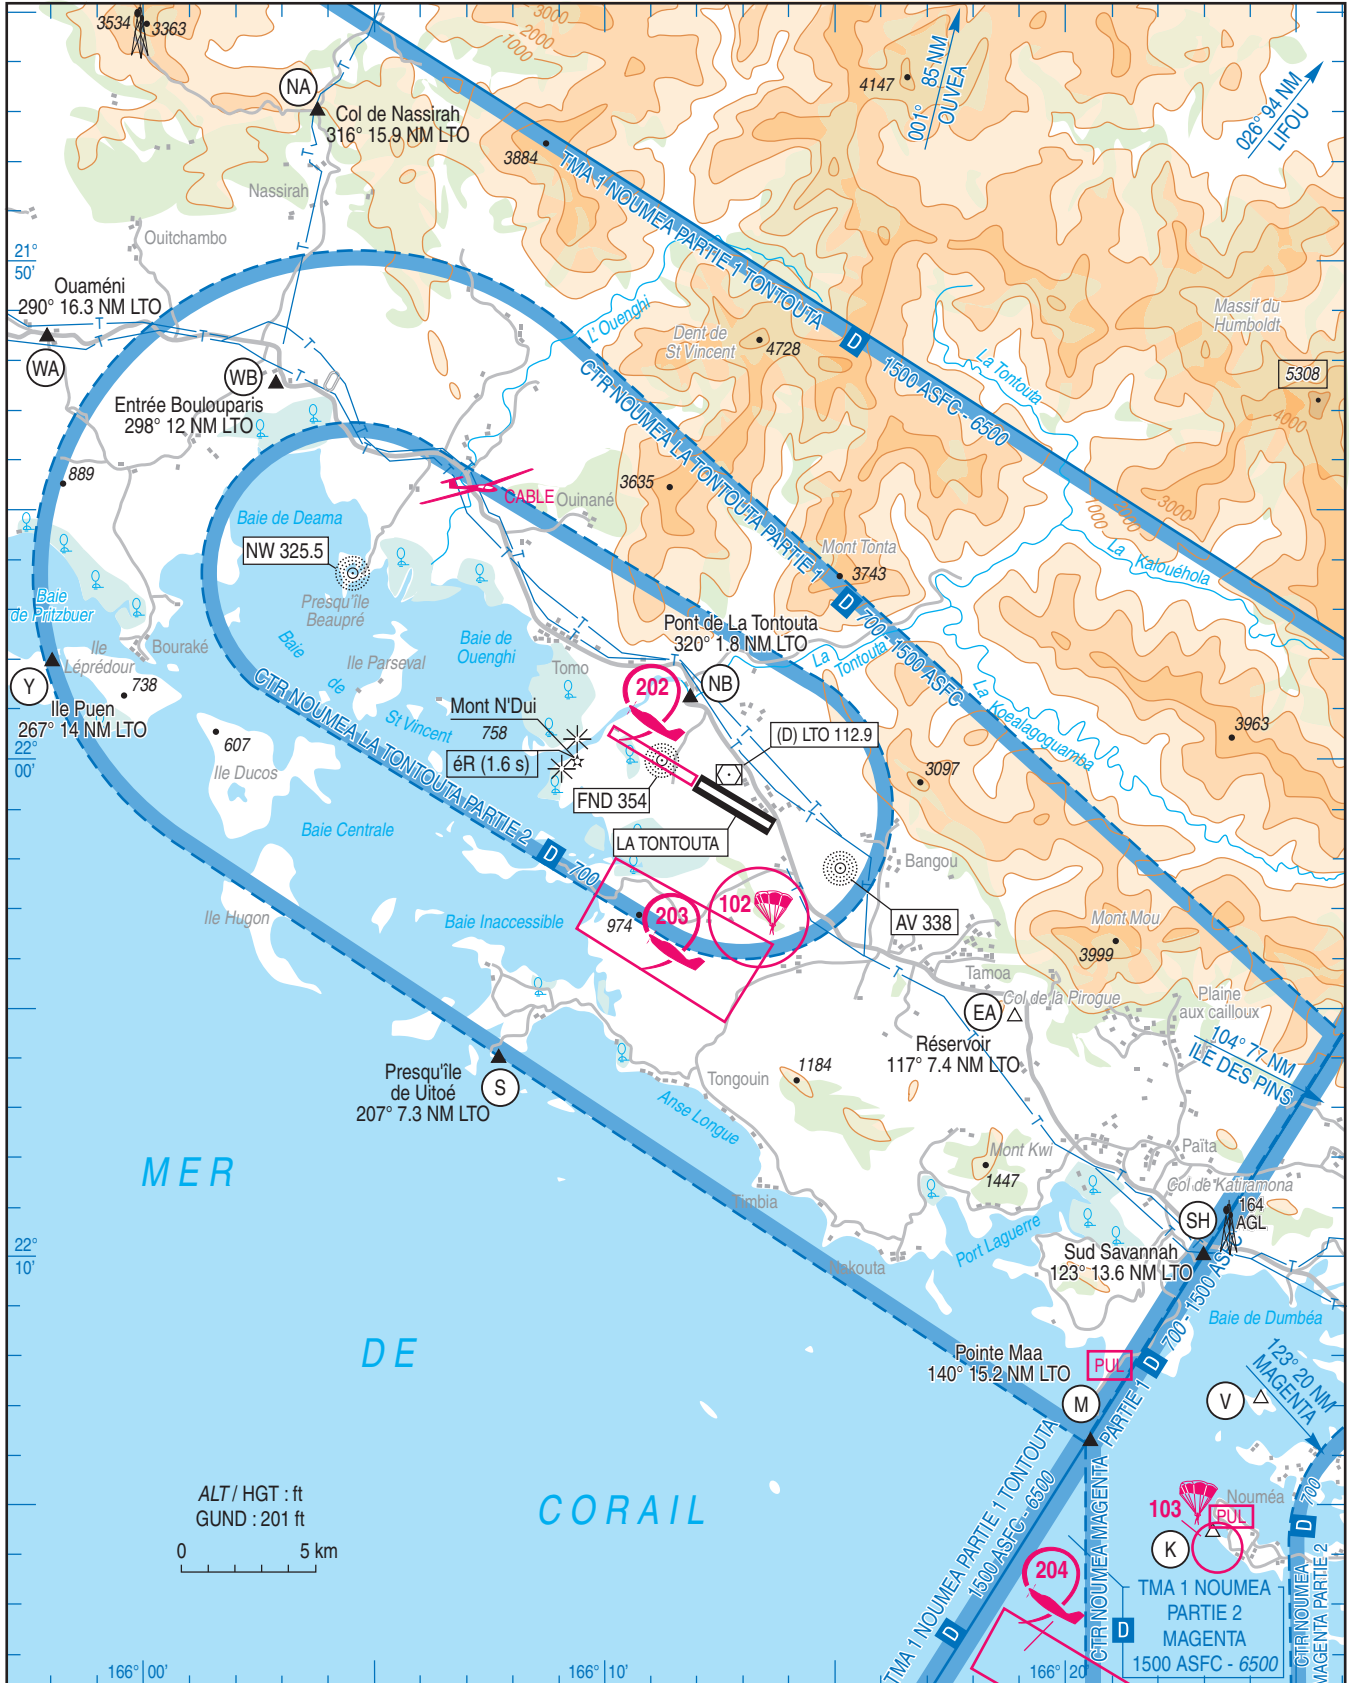 3534
3363
3000
2000
1000
NA
Col de Nassirah
316° 15.9 NM LTO
3884
4147
001° 85 NM
OUVEA
026° 94 NM
LIFOU
TMA 1 NOUMEA PARTIE 1 TONTOUTA
D
1500 ASFC - 6500
Nassirah
Ouitchambo
21°
50'
Ouaméni
290° 16.3 NM LTO
WA
WB
Entrée Boulouparis
298° 12 NM LTO
L' Ouenghi
Dent de
St Vincent
4728
Massif du
Humboldt
5308
4000
La Tontouta
CTR NOUMEA LA TONTOUTA PARTIE 1
D
700 - 1500 ASFC
889
3635
CABLE
Ouinané
Baie de Deama
NW 325.5
Presqu'île
Beaupré
1000
2000
3000
Mont Tonta
3743
La Kalouéhola
Baie
de Pritzbuer
Ile
Léprédour
Bouraké
Baie
de
St Vincent
Ile Parseval
Baie de
Ouenghi
Tomo
Pont de La Tontouta
320° 1.8 NM LTO
NB
La
Tontouta
La Koealagoguamba
Y
Ile Puen
267° 14 NM LTO
738
607
Ile Ducos
CTR NOUMEA LA TONTOUTA PARTIE 2
D
700
202
Mont N'Dui
758
éR (1.6 s)
(D) LTO 112.9
3963
22°
00'
FND 354
3097
LA TONTOUTA
Baie Centrale
Bangou
102
203
974
AV 338
Ile Hugon
Baie Inaccessible
Mont Mou
3999
Tamoa
EA
Col de la Pirogue
Plaine
aux cailloux
Réservoir
117° 7.4 NM LTO
104° 77 NM
ILE DES PINS
Presqu'île
de Uitoé
207° 7.3 NM LTO
S
Tongouin
1184
Anse Longue
Mont Kwi
1447
Païta
Col de Katiramona
164
AGL
SH
Timbia
Port Laguerre
Nakouta
Sud Savannah
123° 13.6 NM LTO
22°
10'
MER
DE
CORAIL
Baie de Dumbéa
700 - 1500 ASFC
D
Pointe Maa
140° 15.2 NM LTO
PUL
M
123° 20 NM
MAGENTA
V
TMA 1 NOUMEA PARTIE 1 TONTOUTA
1500 ASFC - 6500
D
CTR NOUMEA MAGENTA PARTIE 1
ALT / HGT : ft
GUND : 201 ft
0
5 km
103
Nouméa
PUL
K
204
TMA 1 NOUMEA
PARTIE 2
MAGENTA
1500 ASFC - 6500
D
700
D
CTR NOUMEA
MAGENTA PARTIE 2
166° 00'
166° 10'
166° 20'